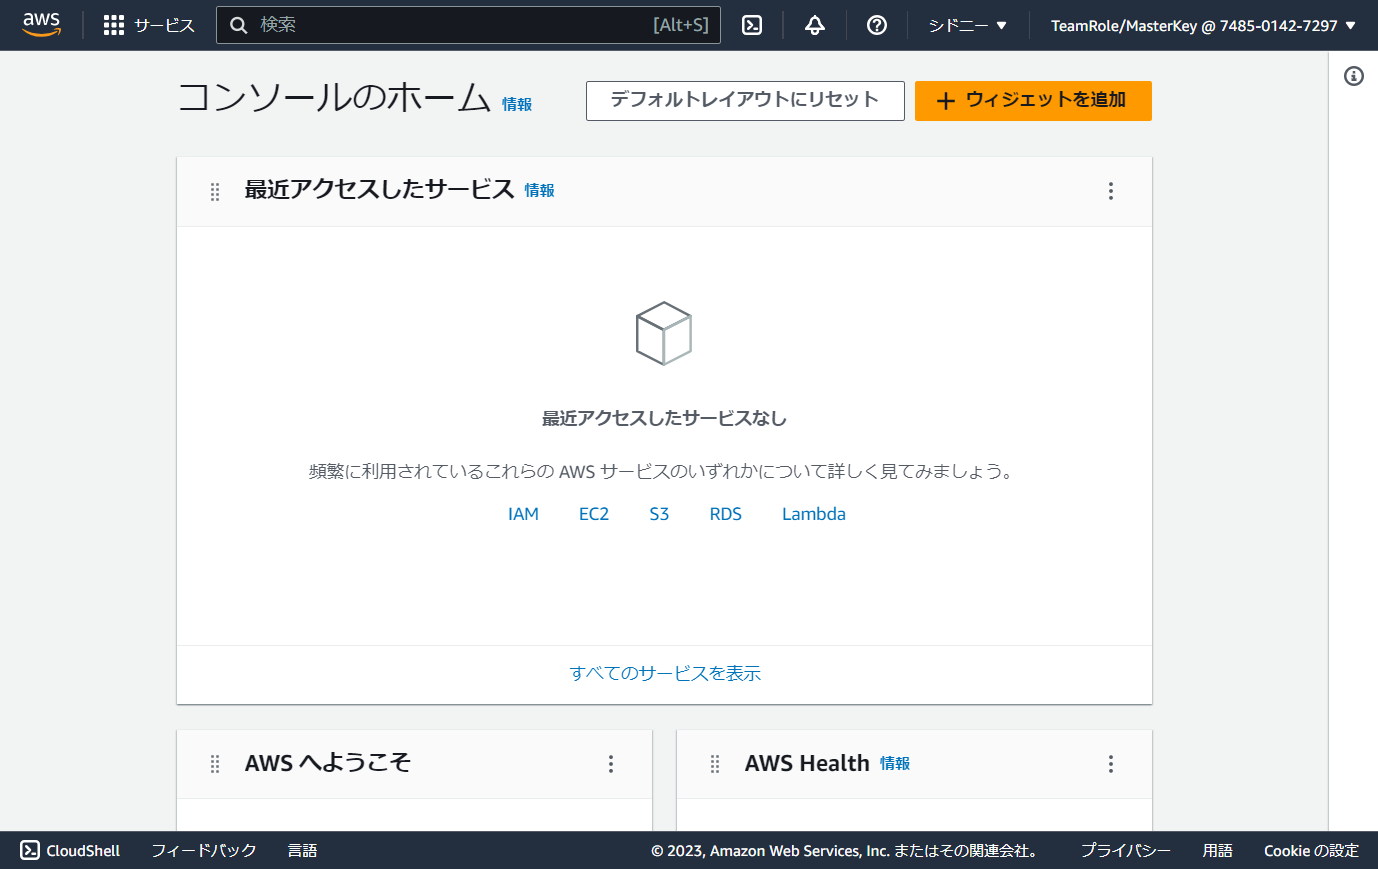 aws サービス 検索 [Alt+S] シドニー ▼ TeamRole/MasterKey @ 7485-0142-7297 ▼
コンソールのホーム 情報 デフォルトレイアウトにリセット + ウィジェットを追加
最近アクセスしたサービス 情報
最近アクセスしたサービスなし
頻繁に利用されているこれらの AWS サービスのいずれかについて詳しく見てみましょう。
IAM EC2 S3 RDS Lambda
すべてのサービスを表示
AWS へようこそ AWS Health 情報
CloudShell フィードバック 言語 © 2023, Amazon Web Services, Inc. またはその関連会社。 プライバシー 用語 Cookie の設定